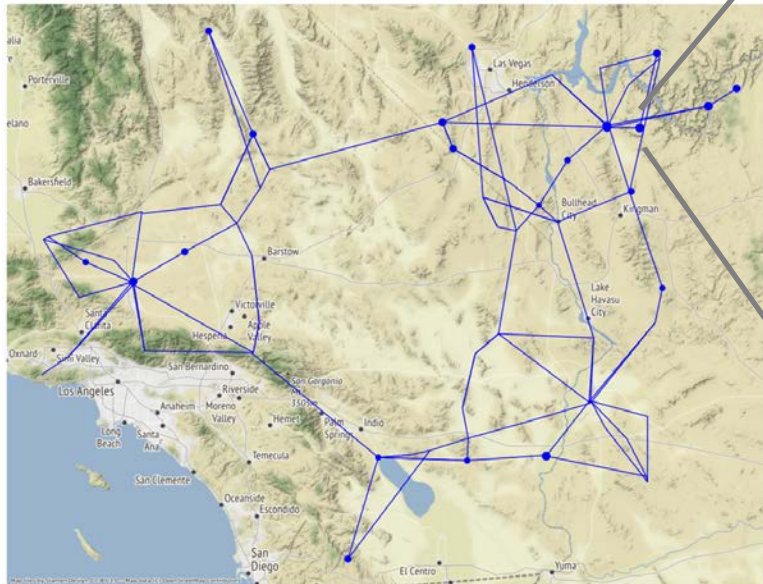 alia
Porterville
elano
Bakersfield
Las Vegas
Henderson
Bullhead
City
Kingman
Barstow
Lake
Havasu
City
Victorville
Apple
Valley
Hesperia
Santa
Clarita
Simi Valley
Oxnard
San Bernardino
San Gorgonio
3505m
Los Angeles
Riverside
Anaheim
Moreno
Valley
Hemet
Palm
Springs
Indio
Long
Beach
Santa
Ana
Temecula
San Clemente
Oceanside
Escondido
San
Diego
El Centro
Yuma